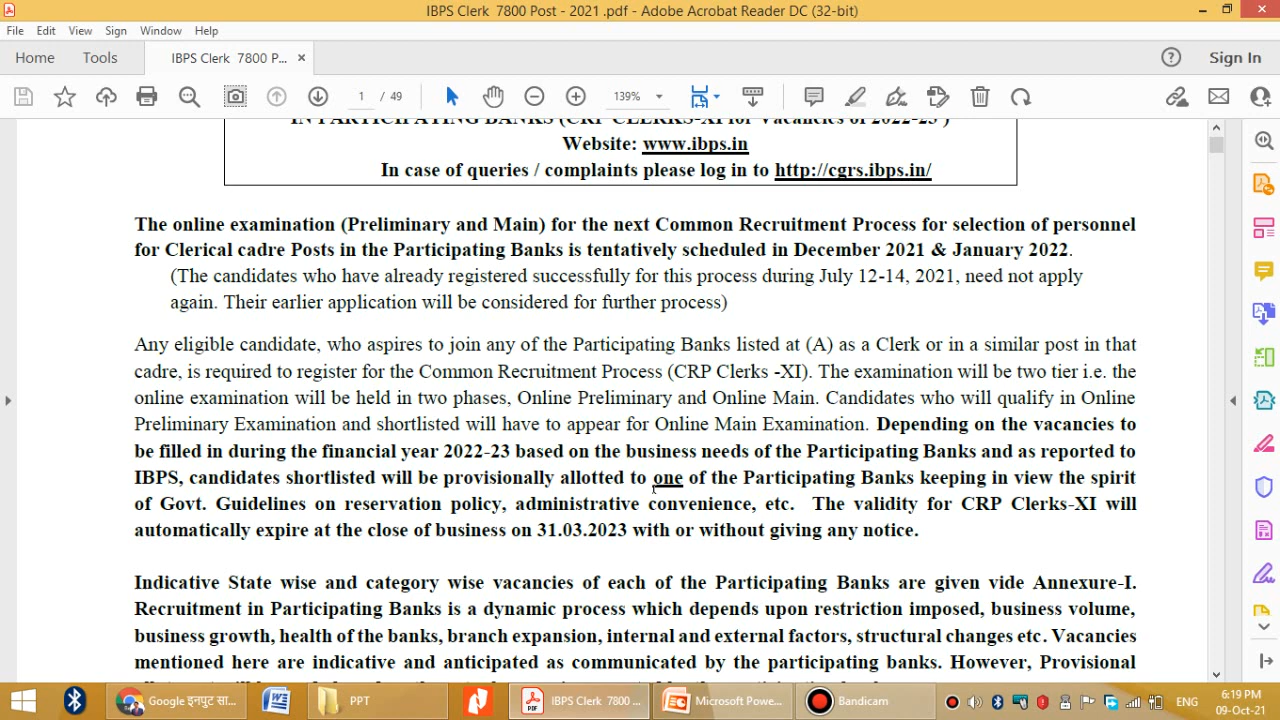 IBPS Clerk 7800 Post - 2021 .pdf - Adobe Acrobat Reader DC (32-bit)
File Edit View Sign Window Help
Home Tools IBPS Clerk 7800 P... × Sign In
1 / 49 139%
IN PARTICIPATING BANKS (CRP CLERKS-XI for Vacancies of 2022-23 )
Website: www.ibps.in
In case of queries / complaints please log in to http://cgrs.ibps.in/
The online examination (Preliminary and Main) for the next Common Recruitment Process for selection of personnel
for Clerical cadre Posts in the Participating Banks is tentatively scheduled in December 2021 & January 2022.
(The candidates who have already registered successfully for this process during July 12-14, 2021, need not apply
again. Their earlier application will be considered for further process)
Any eligible candidate, who aspires to join any of the Participating Banks listed at (A) as a Clerk or in a similar post in that
cadre, is required to register for the Common Recruitment Process (CRP Clerks -XI). The examination will be two tier i.e. the
online examination will be held in two phases, Online Preliminary and Online Main. Candidates who will qualify in Online
Preliminary Examination and shortlisted will have to appear for Online Main Examination. Depending on the vacancies to
be filled in during the financial year 2022-23 based on the business needs of the Participating Banks and as reported to
IBPS, candidates shortlisted will be provisionally allotted to one of the Participating Banks keeping in view the spirit
of Govt. Guidelines on reservation policy, administrative convenience, etc. The validity for CRP Clerks-XI will
automatically expire at the close of business on 31.03.2023 with or without giving any notice.
Indicative State wise and category wise vacancies of each of the Participating Banks are given vide Annexure-I.
Recruitment in Participating Banks is a dynamic process which depends upon restriction imposed, business volume,
business growth, health of the banks, branch expansion, internal and external factors, structural changes etc. Vacancies
mentioned here are indicative and anticipated as communicated by the participating banks. However, Provisional
Google इनपुट सा... PPT IBPS Clerk 7800 ... Microsoft Powe... Bandicam ENG 6:19 PM
09-Oct-21